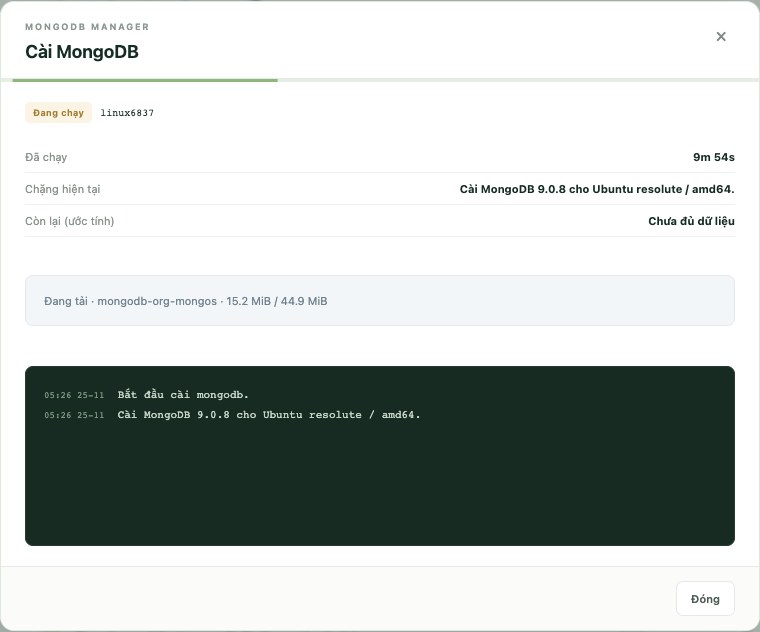 MONGODB MANAGER
Cài MongoDB
Đang chạy linux6837
Đã chạy 9m 54s
Chặng hiện tại Cài MongoDB 9.0.8 cho Ubuntu resolute / amd64.
Còn lại (ước tính) Chưa đủ dữ liệu
Đang tải · mongodb-org-mongos · 15.2 MiB / 44.9 MiB
05:26 25-11 Bắt đầu cài mongodb.
05:26 25-11 Cài MongoDB 9.0.8 cho Ubuntu resolute / amd64.
Đóng